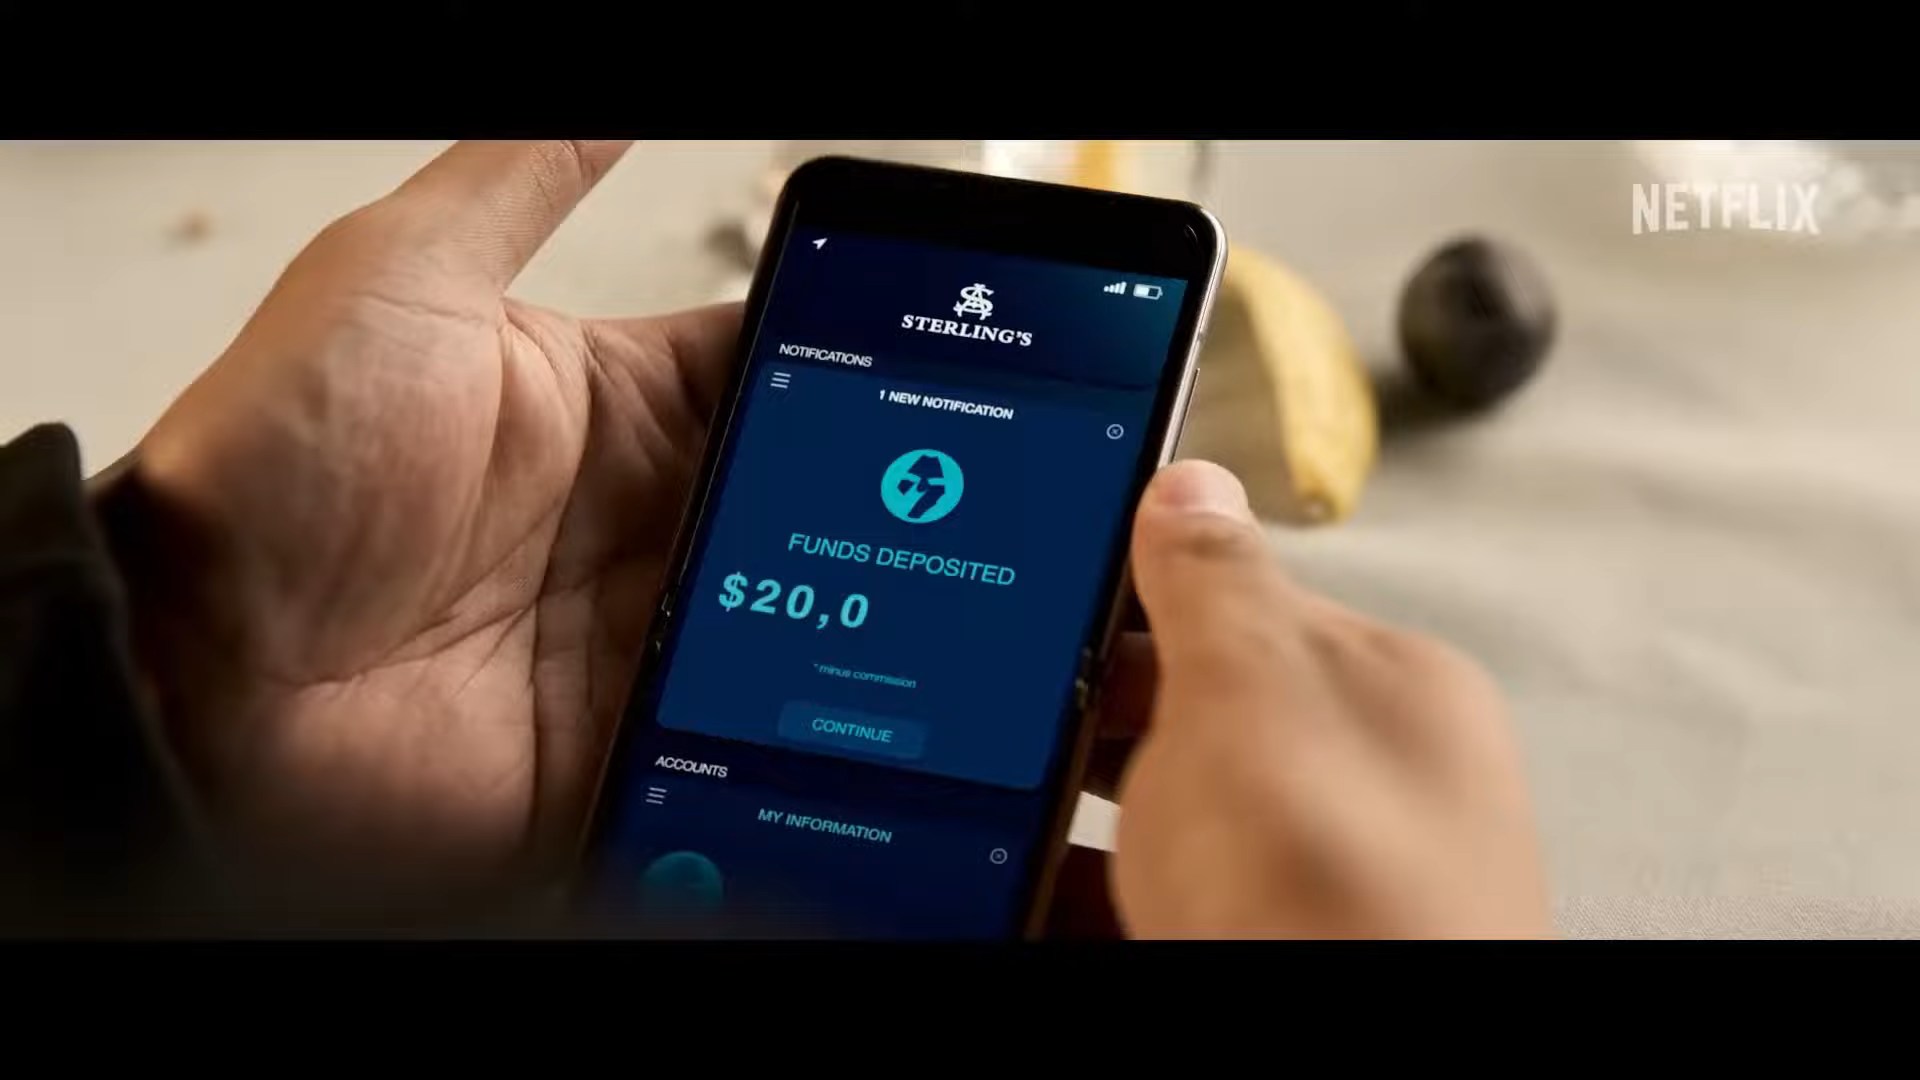 NETFLIX
STERLING'S
NOTIFICATIONS
1 NEW NOTIFICATION
FUNDS DEPOSITED
$20,0
* minus commission
CONTINUE
ACCOUNTS
MY INFORMATION